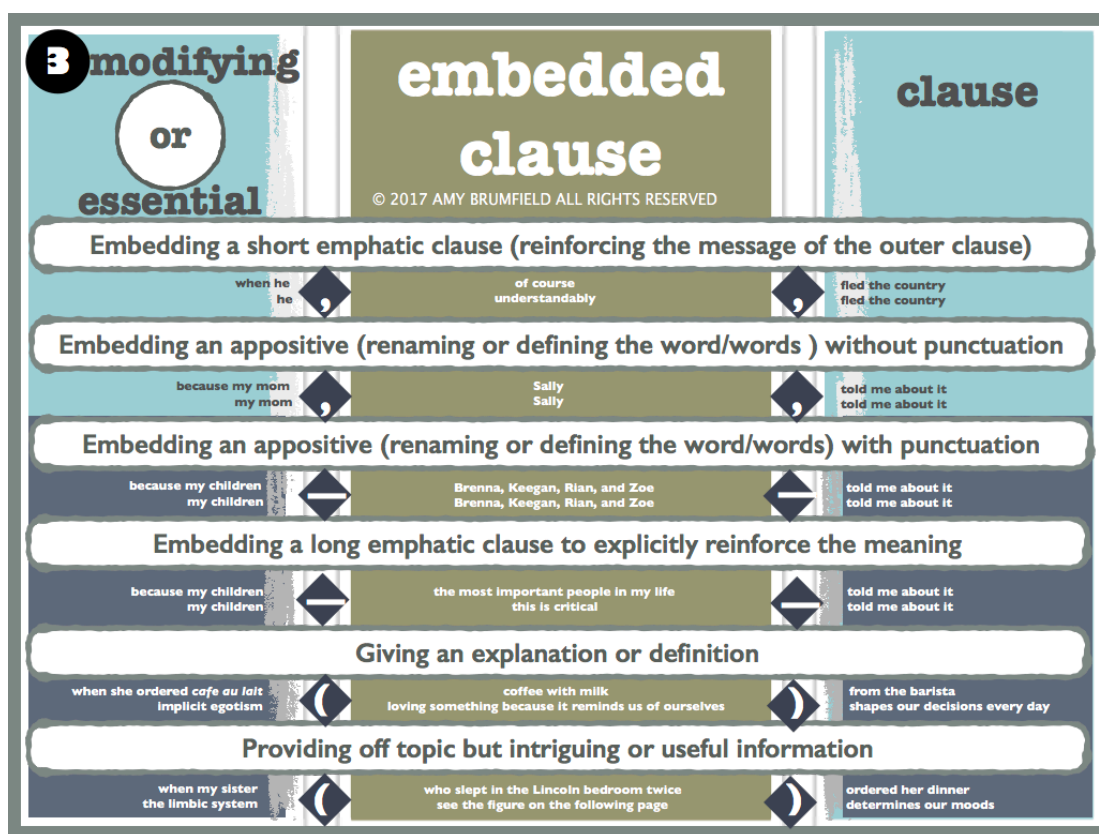 3 modifying
or
essential
embedded
clause
© 2017 AMY BRUMFIELD ALL RIGHTS RESERVED
clause
Embedding a short emphatic clause (reinforcing the message of the outer clause)
when he , of course , fled the country
he understandably fled the country
Embedding an appositive (renaming or defining the word/words ) without punctuation
because my mom , Sally , told me about it
my mom Sally told me about it
Embedding an appositive (renaming or defining the word/words) with punctuation
because my children — Brenna, Keegan, Rian, and Zoe — told me about it
my children Brenna, Keegan, Rian, and Zoe told me about it
Embedding a long emphatic clause to explicitly reinforce the meaning
because my children — the most important people in my life — told me about it
my children this is critical told me about it
Giving an explanation or definition
when she ordered cafe au lait ( coffee with milk ) from the barista
implicit egotism loving something because it reminds us of ourselves shapes our decisions every day
Providing off topic but intriguing or useful information
when my sister ( who slept in the Lincoln bedroom twice ) ordered her dinner
the limbic system see the figure on the following page determines our moods